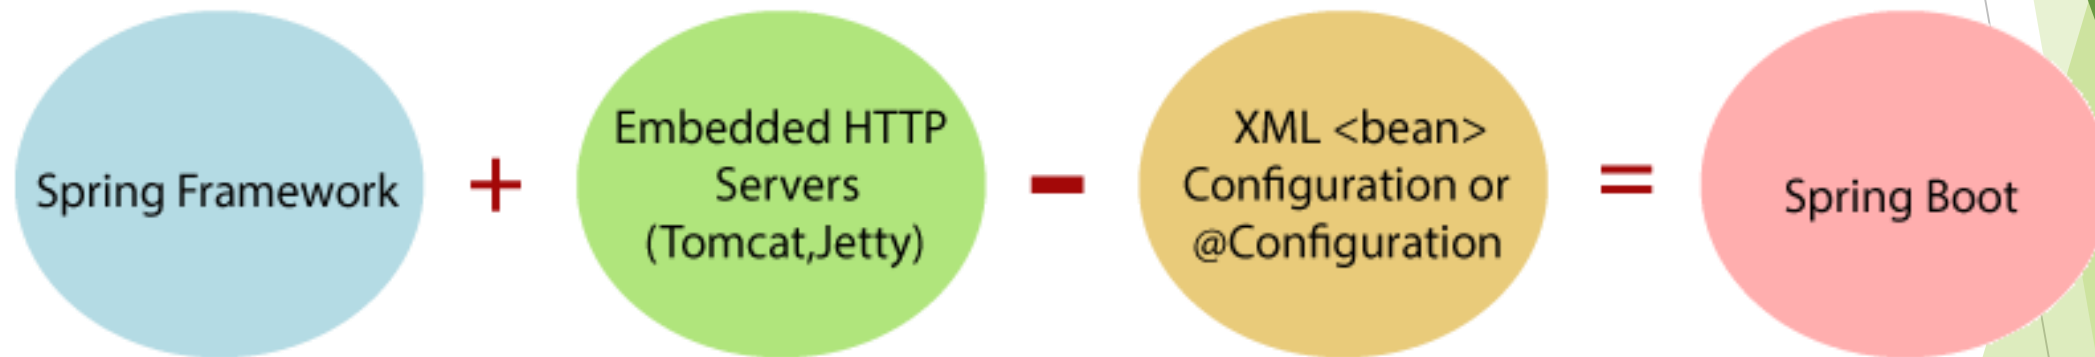 Spring Framework
+
Embedded HTTP
Servers
(Tomcat,Jetty)
-
XML <bean>
Configuration or
@Configuration
=
Spring Boot